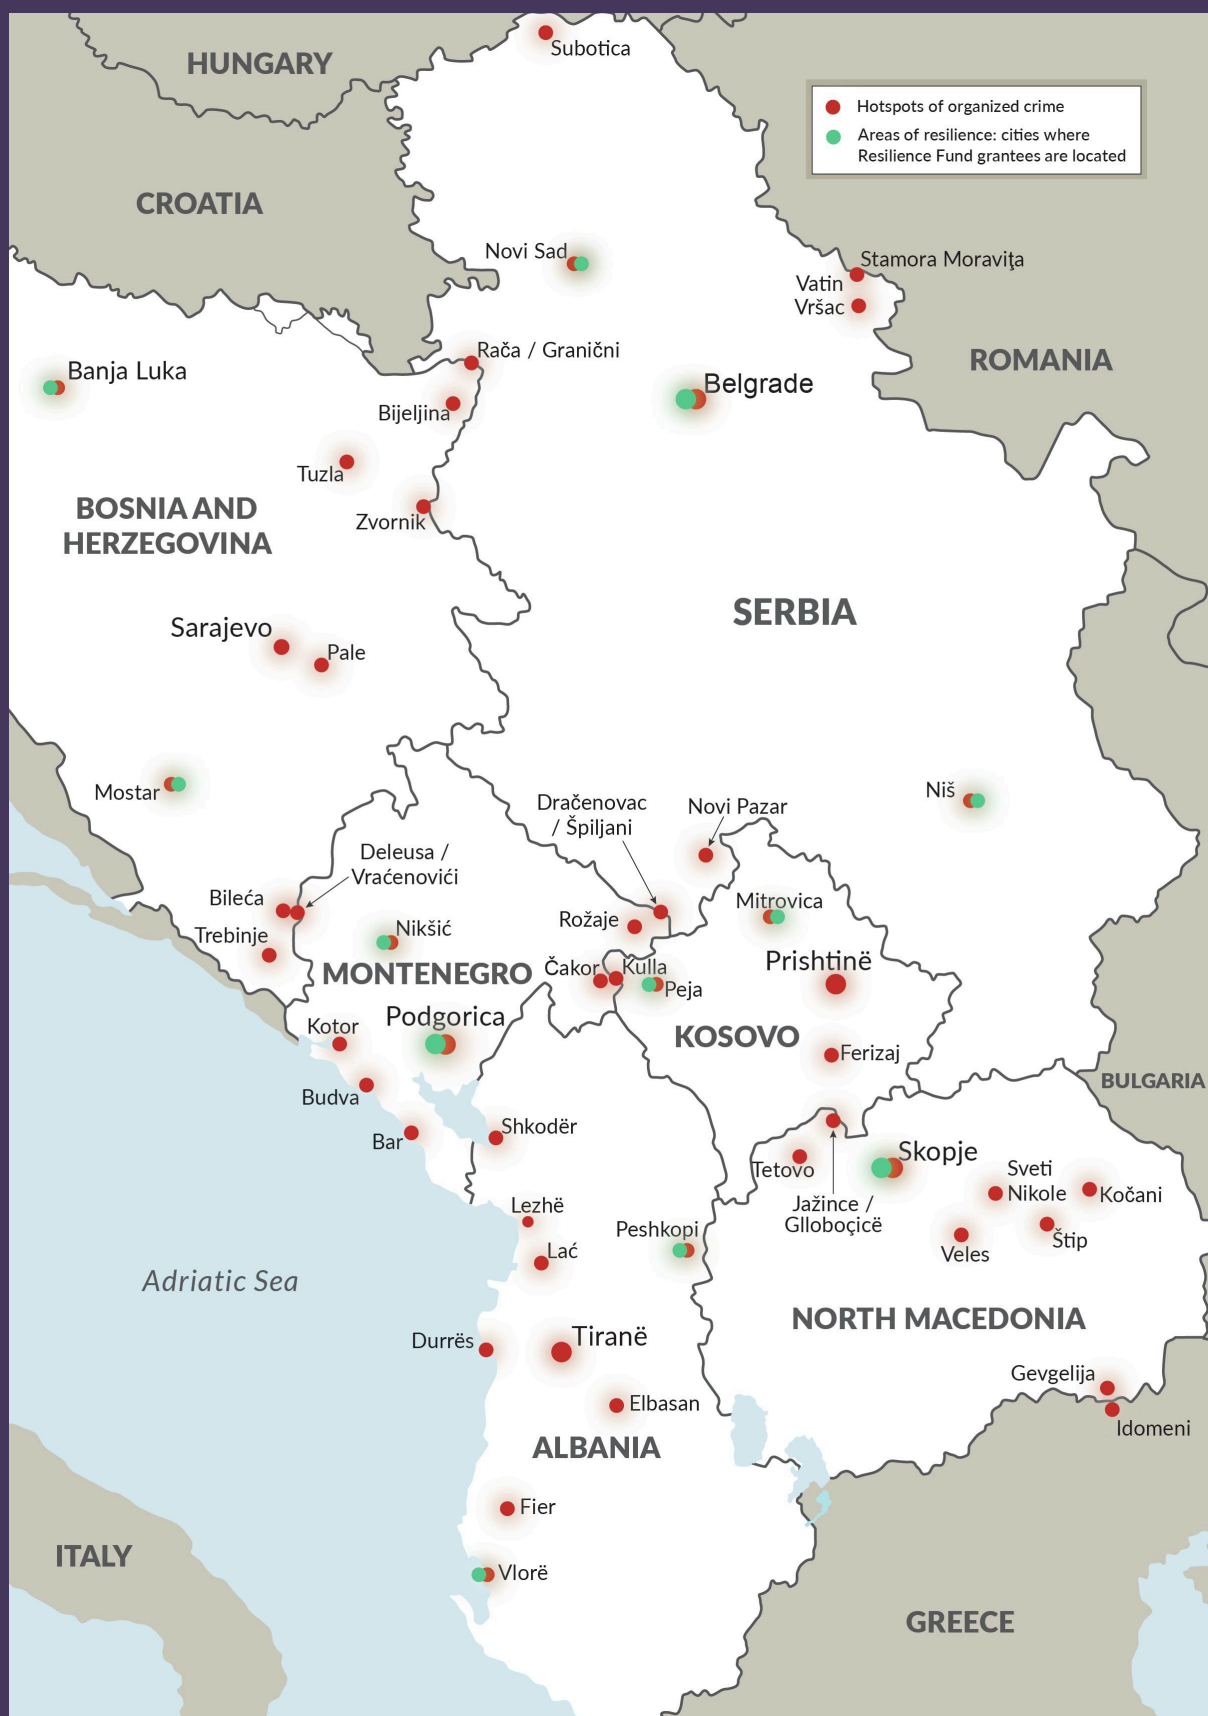 Subotica
HUNGARY
Hotspots of organized crime
Areas of resilience: cities where
Resilience Fund grantees are located
CROATIA
Novi Sad
Stamora Moravița
Vatin
Vršac
Rača / Granični
ROMANIA
Banja Luka
Belgrade
Bijeljina
Tuzla
BOSNIA AND
HERZEGOVINA
Zvornik
SERBIA
Sarajevo
Pale
Mostar
Niš
Dračenovac
/ Špiljani
Novi Pazar
Deleusa /
Vraćenovići
Bileća
Mitrovica
Rožaje
Nikšić
Trebinje
Prishtinë
MONTENEGRO
Čakor
Kulla
Peja
Podgorica
Kotor
KOSOVO
Ferizaj
BULGARIA
Budva
Shkodër
Bar
Skopje
Tetovo
Sveti
Nikole
Kočani
Jažince /
Glloboçicë
Lezhë
Peshkopi
Štip
Lać
Veles
Adriatic Sea
NORTH MACEDONIA
Durrës
Tiranë
Gevgelija
Elbasan
Idomeni
ALBANIA
Fier
ITALY
Vlorë
GREECE